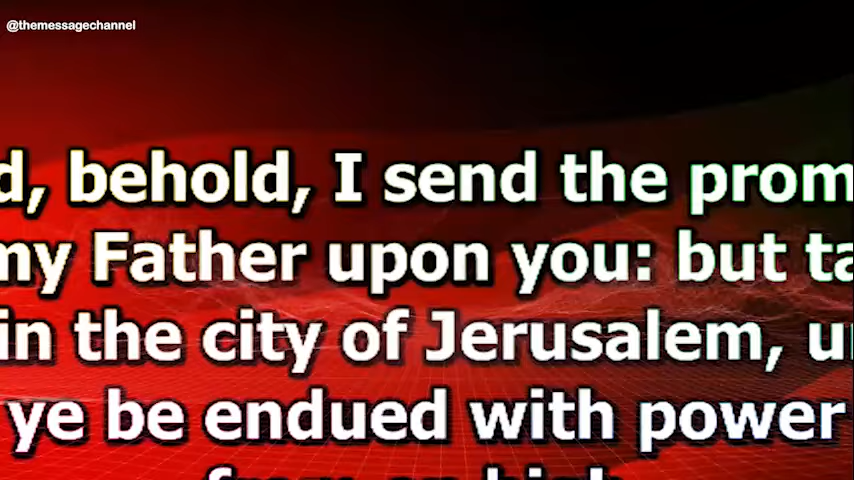 @themessagechannel
d, behold, I send the prom
my Father upon you: but ta
in the city of Jerusalem, un
ye be endued with power
from on high